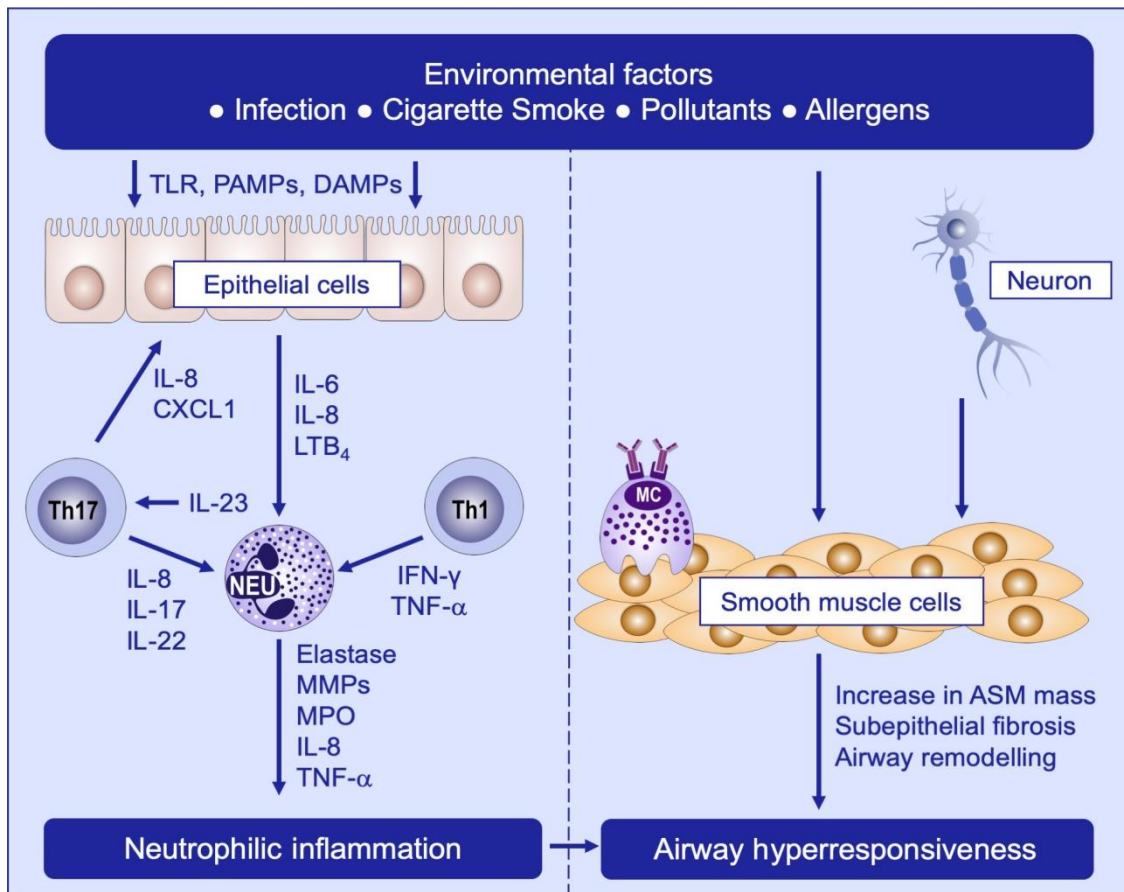 Environmental factors
● Infection ● Cigarette Smoke ● Pollutants ● Allergens
TLR, PAMPs, DAMPs
Epithelial cells
Neuron
IL-8
CXCL1
IL-6
IL-8
LTB₄
Th17
IL-23
Th1
MC
NEU
IL-8
IL-17
IL-22
IFN-γ
TNF-α
Smooth muscle cells
Elastase
MMPs
MPO
IL-8
TNF-α
Increase in ASM mass
Subepithelial fibrosis
Airway remodelling
Neutrophilic inflammation
Airway hyperresponsiveness